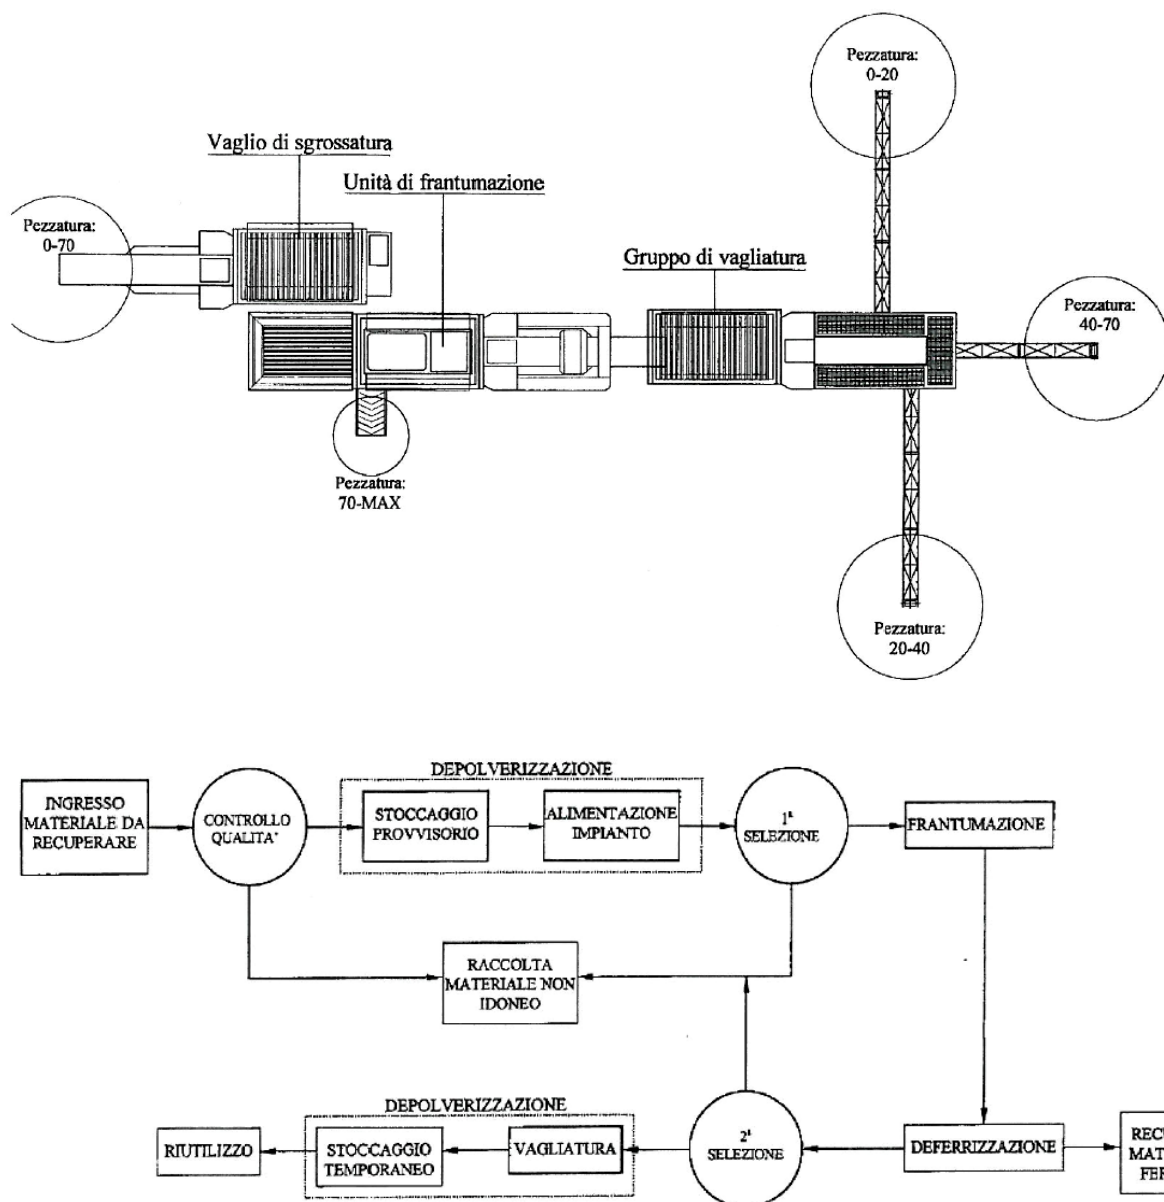 Pezzatura:
0-20
Vaglio di sgrossatura
Unità di frantumazione
Pezzatura:
0-70
Gruppo di vagliatura
Pezzatura:
40-70
Pezzatura:
70-MAX
Pezzatura:
20-40
DEPOLVERIZZAZIONE
INGRESSO
MATERIALE DA
RECUPERARE
CONTROLLO
QUALITA'
STOCCAGGIO
PROVVISORIO
ALIMENTAZIONE
IMPIANTO
1ª
SELEZIONE
FRANTUMAZIONE
RACCOLTA
MATERIALE NON
IDONEO
DEPOLVERIZZAZIONE
RIUTILIZZO
STOCCAGGIO
TEMPORANEO
VAGLIATURA
2ª
SELEZIONE
DEFERRIZZAZIONE